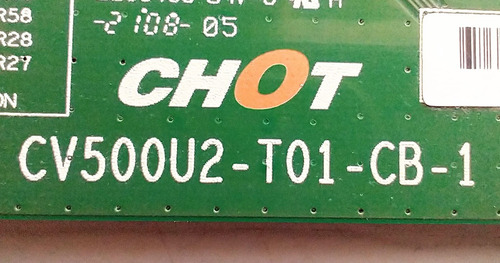 R58
R28
R27
ON
-2108-05
CHOT
CV500U2-T01-CB-1